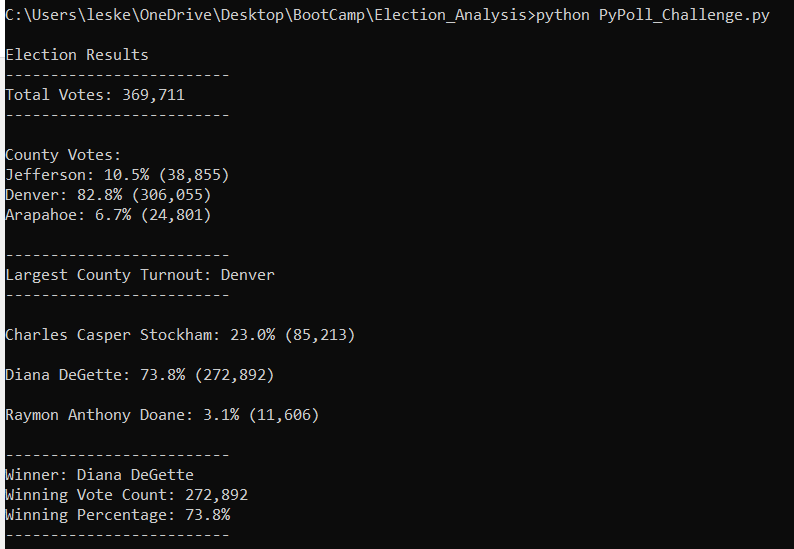 C:\Users\leske\OneDrive\Desktop\BootCamp\Election_Analysis>python PyPoll_Challenge.py
Election Results
-------------------------
Total Votes: 369,711
-------------------------
County Votes:
Jefferson: 10.5% (38,855)
Denver: 82.8% (306,055)
Arapahoe: 6.7% (24,801)
-------------------------
Largest County Turnout: Denver
-------------------------
Charles Casper Stockham: 23.0% (85,213)
Diana DeGette: 73.8% (272,892)
Raymon Anthony Doane: 3.1% (11,606)
-------------------------
Winner: Diana DeGette
Winning Vote Count: 272,892
Winning Percentage: 73.8%
-------------------------